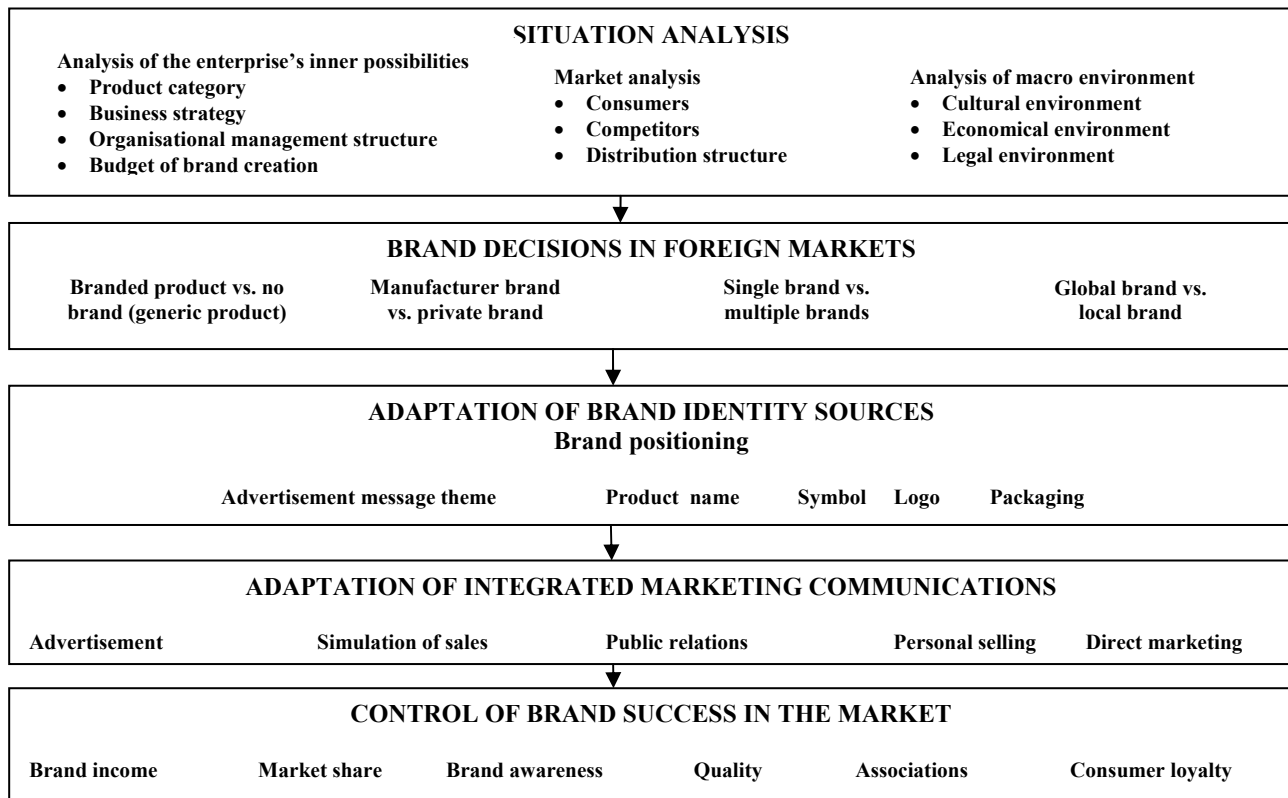 SITUATION ANALYSIS
Analysis of the enterprise’s inner possibilities
• Product category
• Business strategy
• Organisational management structure
• Budget of brand creation
Market analysis
• Consumers
• Competitors
• Distribution structure
Analysis of macro environment
• Cultural environment
• Economical environment
• Legal environment
BRAND DECISIONS IN FOREIGN MARKETS
Branded product vs. no
brand (generic product)
Manufacturer brand
vs. private brand
Single brand vs.
multiple brands
Global brand vs.
local brand
ADAPTATION OF BRAND IDENTITY SOURCES
Brand positioning
Advertisement message theme Product name Symbol Logo Packaging
ADAPTATION OF INTEGRATED MARKETING COMMUNICATIONS
Advertisement Simulation of sales Public relations Personal selling Direct marketing
CONTROL OF BRAND SUCCESS IN THE MARKET
Brand income Market share Brand awareness Quality Associations Consumer loyalty